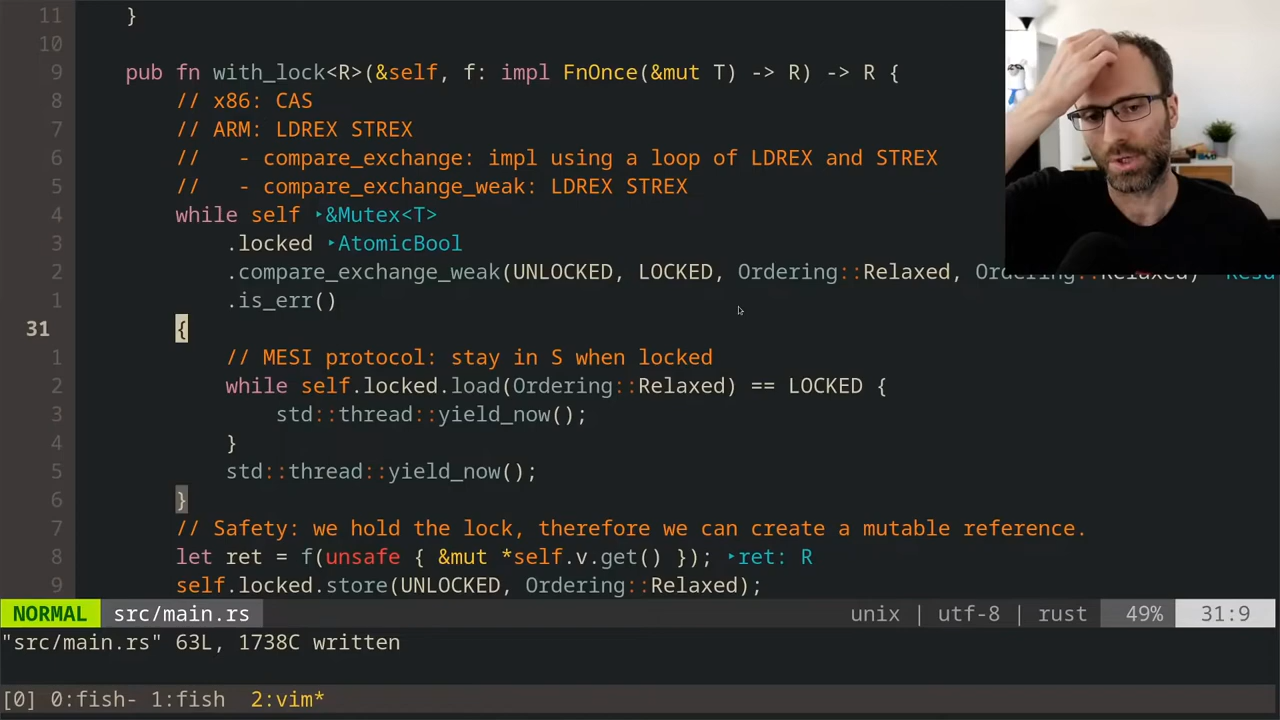 11 }
10
9 pub fn with_lock<R>(&self, f: impl FnOnce(&mut T) -> R) -> R {
8 // x86: CAS
7 // ARM: LDREX STREX
6 //  - compare_exchange: impl using a loop of LDREX and STREX
5 //  - compare_exchange_weak: LDREX STREX
4 while self ‣&Mutex<T>
3 .locked ‣AtomicBool
2 .compare_exchange_weak(UNLOCKED, LOCKED, Ordering::Relaxed, Ordering::Relaxed)
1 .is_err()
31 {
1 // MESI protocol: stay in S when locked
2 while self.locked.load(Ordering::Relaxed) == LOCKED {
3 std::thread::yield_now();
4 }
5 std::thread::yield_now();
6 }
7 // Safety: we hold the lock, therefore we can create a mutable reference.
8 let ret = f(unsafe { &mut *self.v.get() }); ‣ret: R
9 self.locked.store(UNLOCKED, Ordering::Relaxed);
NORMAL src/main.rs unix | utf-8 | rust 49% 31:9
"src/main.rs" 63L, 1738C written
[0] 0:fish- 1:fish 2:vim*